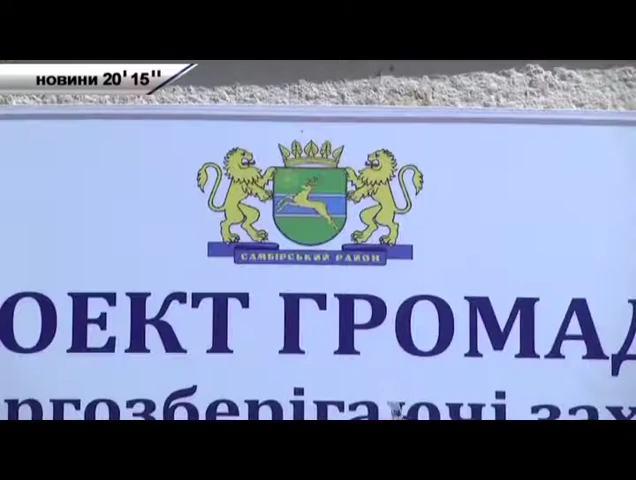 новини 20'15''
САМБІРСЬКИЙ РАЙОН
ОЕКТ ГРОМАД
ргозберігаючі зах